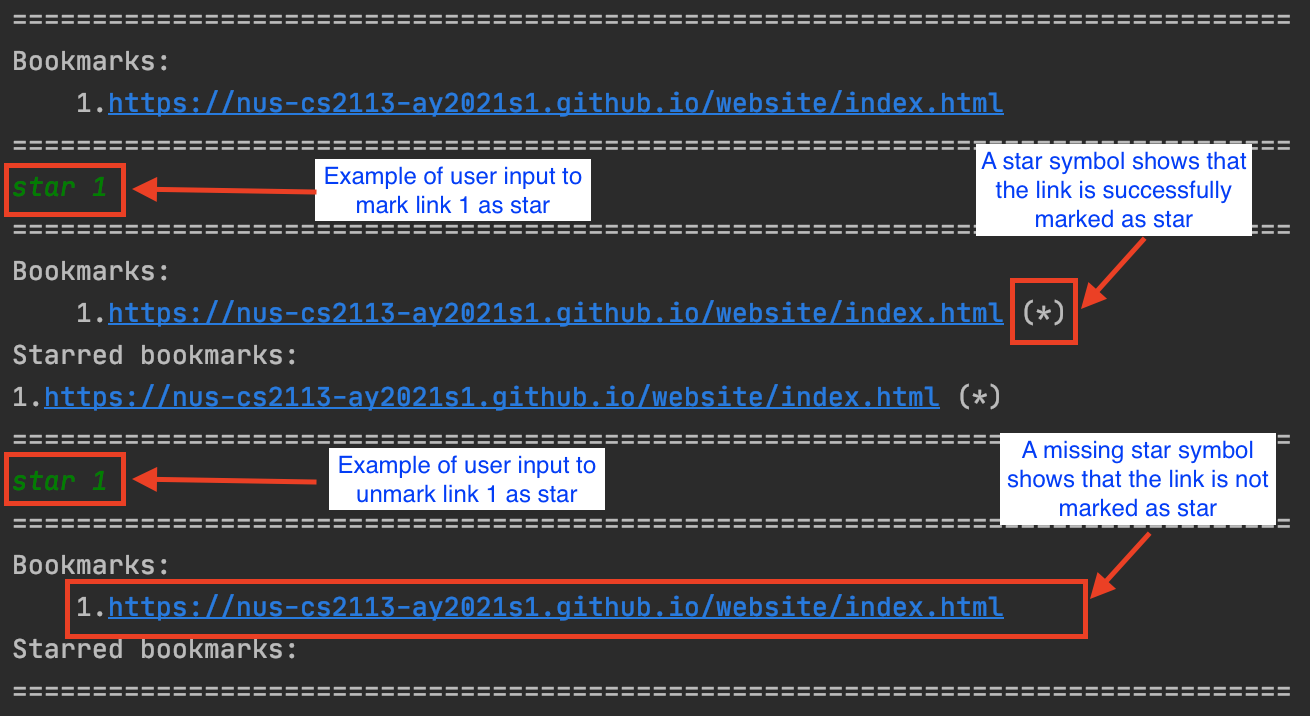 ================================================================================
Bookmarks:
1.https://nus-cs2113-ay2021s1.github.io/website/index.html
================================================================================
star 1
Example of user input to
mark link 1 as star
A star symbol shows that
the link is successfully
marked as star
================================================================================
Bookmarks:
1.https://nus-cs2113-ay2021s1.github.io/website/index.html (*)
Starred bookmarks:
1.https://nus-cs2113-ay2021s1.github.io/website/index.html (*)
================================================================================
star 1
Example of user input to
unmark link 1 as star
A missing star symbol
shows that the link is not
marked as star
================================================================================
Bookmarks:
1.https://nus-cs2113-ay2021s1.github.io/website/index.html
Starred bookmarks:
================================================================================